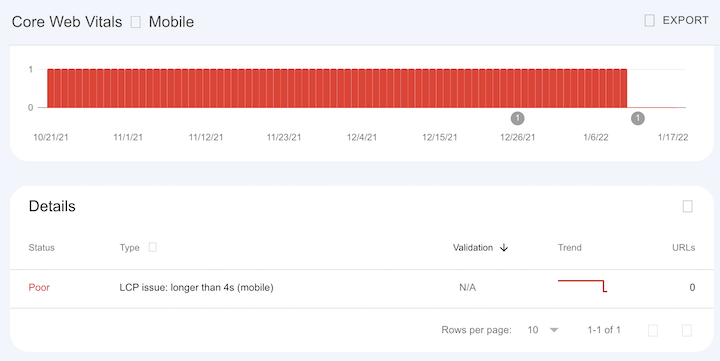 Core Web Vitals Mobile
EXPORT
1
0
1 1
10/21/21 11/1/21 11/12/21 11/23/21 12/4/21 12/15/21 12/26/21 1/6/22 1/17/22
Details
Status Type Validation Trend URLs
Poor LCP issue: longer than 4s (mobile) N/A 0
Rows per page: 10 1-1 of 1